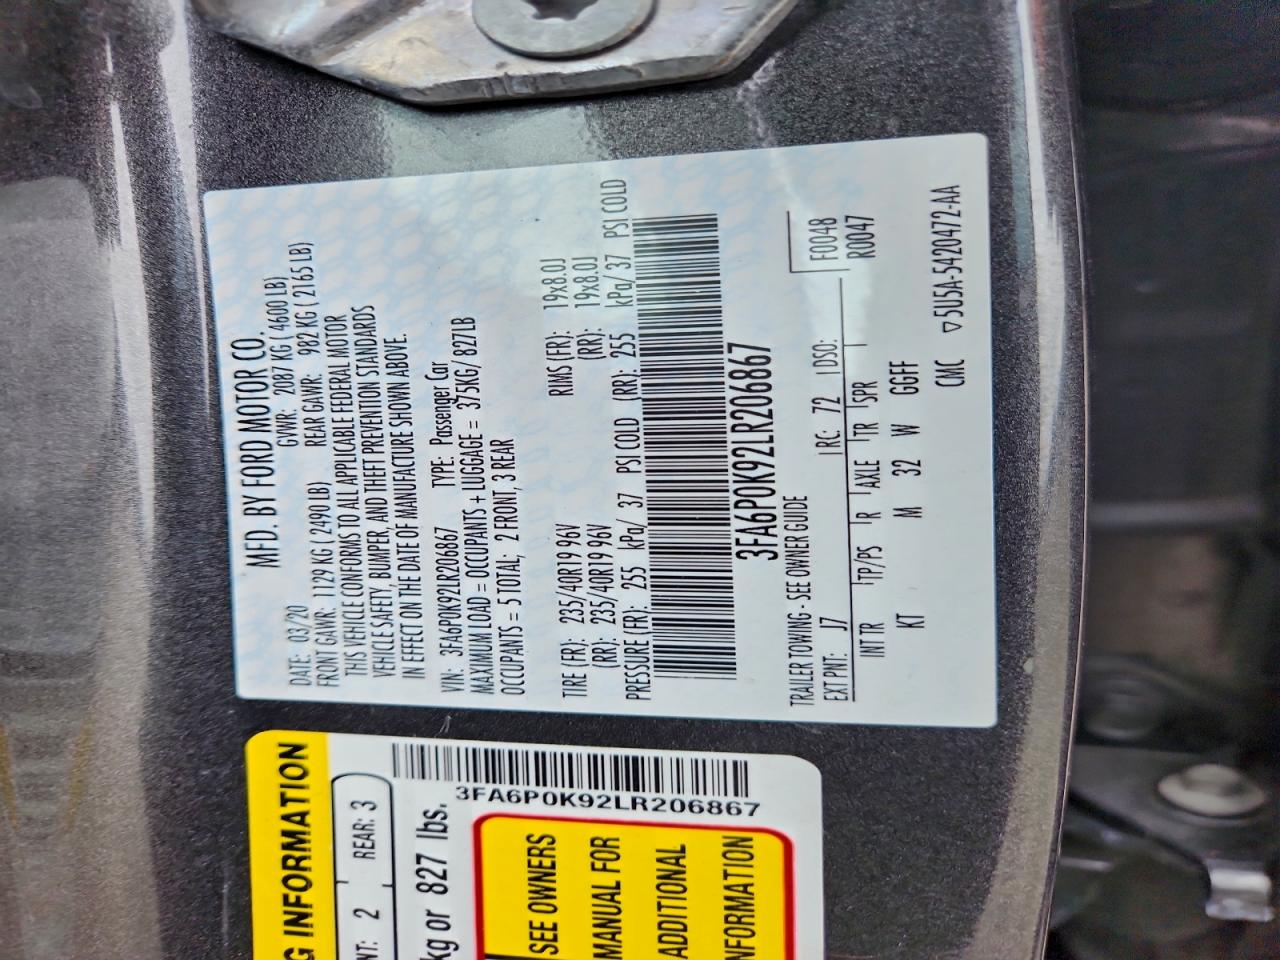 MFD. BY FORD MOTOR CO.
DATE: 03/20 GVWR: 2087 KG ( 4600 LB)
FRONT GAWR: 1129 KG ( 2490 LB) REAR GAWR: 982 KG ( 2165 LB)
THIS VEHICLE CONFORMS TO ALL APPLICABLE FEDERAL MOTOR
VEHICLE SAFETY, BUMPER, AND THEFT PREVENTION STANDARDS
IN EFFECT ON THE DATE OF MANUFACTURE SHOWN ABOVE.
VIN: 3FA6P0K92LR206867 TYPE: Passenger Car
MAXIMUM LOAD = OCCUPANTS + LUGGAGE = 375KG/ 827LB
OCCUPANTS = 5 TOTAL, 2 FRONT, 3 REAR
TIRE (FR): 235/40R19 96V RIMS (FR): 19x8.0J
(RR): 235/40R19 96V (RR): 19x8.0J
PRESSURE (FR): 255 kPa/ 37 PSI COLD (RR): 255 kPa/ 37 PSI COLD
3FA6P0K92LR206867
TRAILER TOWING - SEE OWNER GUIDE
EXT PNT: J7 RC: 72 DSO: F0048
INT TR TP/PS R AXLE TR SPR R0047
KT M 32 W GGFF
CMC ▽5U5A-5420472-AA
G INFORMATION
NT: 2 REAR: 3
kg or 827 lbs.
3FA6P0K92LR206867
SEE OWNERS
MANUAL FOR
ADDITIONAL
NFORMATION